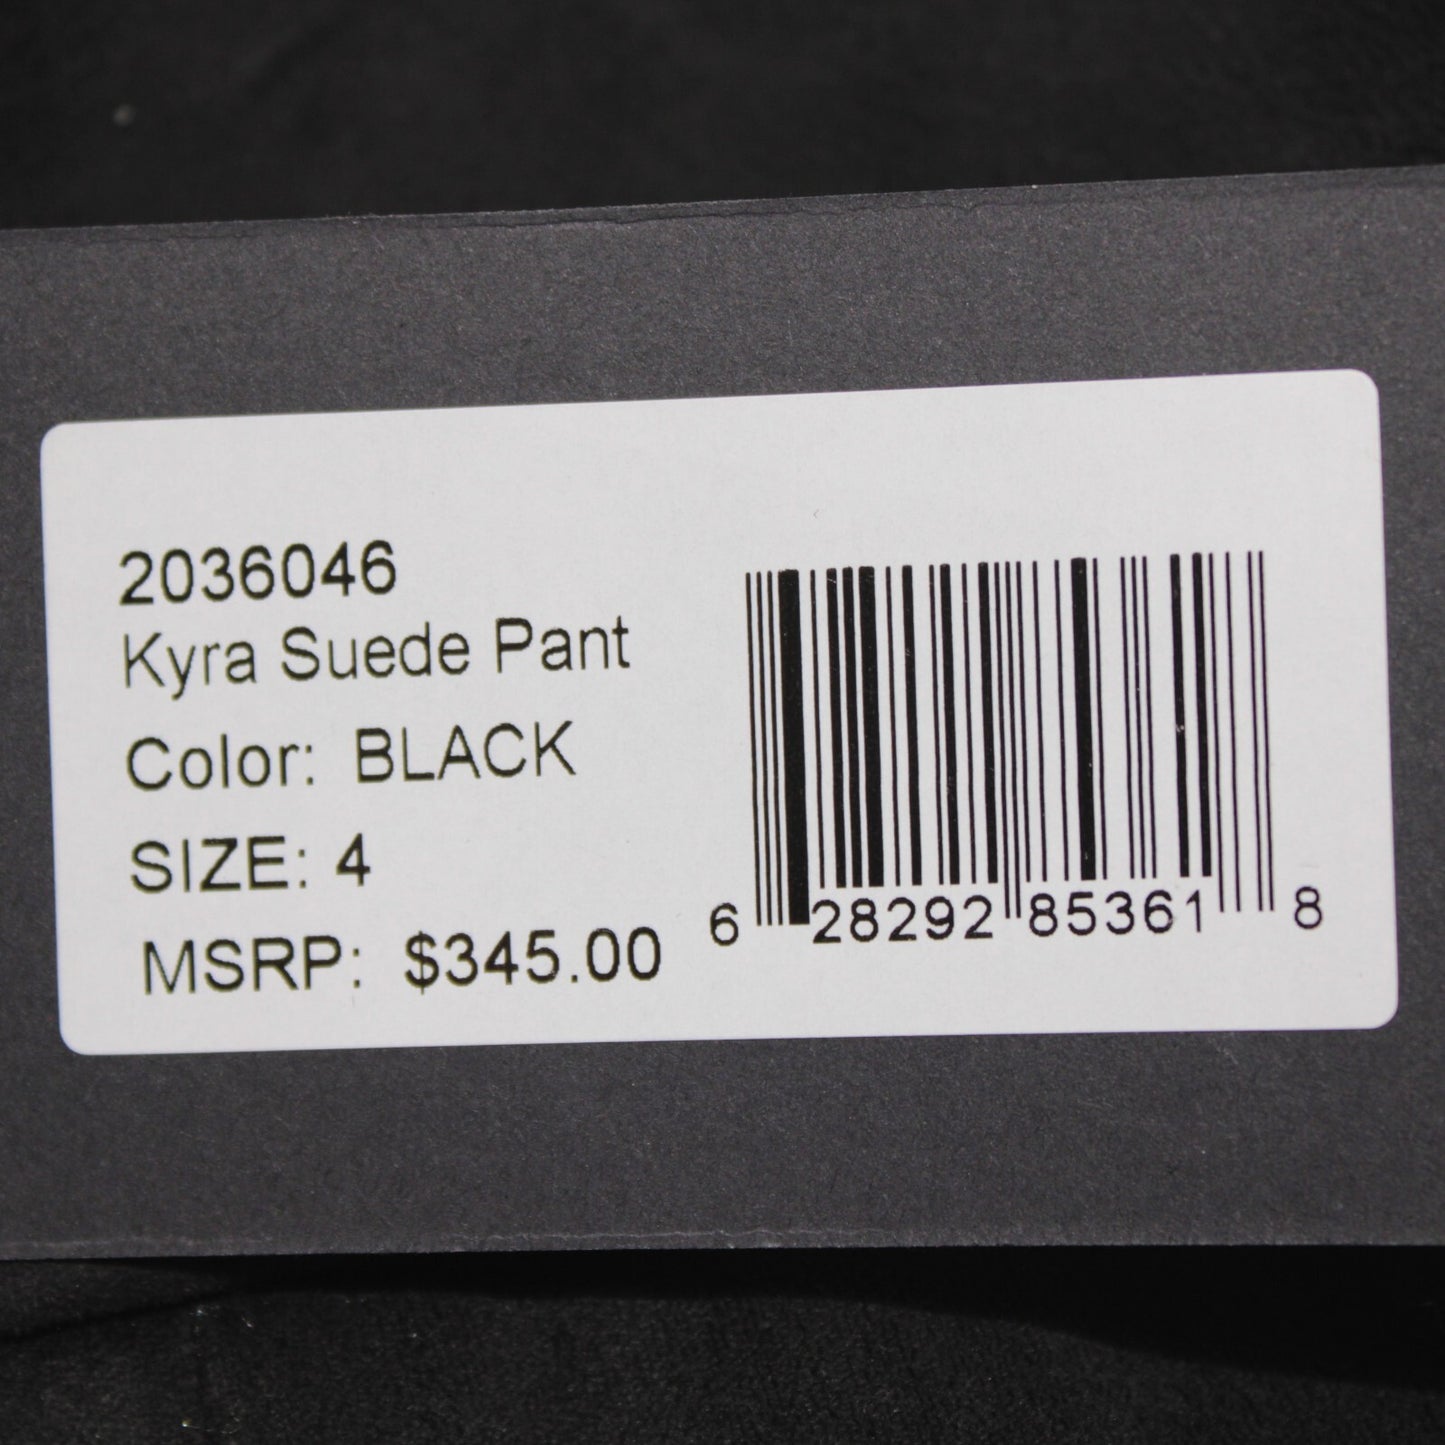 2036046
Kyra Suede Pant
Color: BLACK
SIZE: 4
MSRP: $345.00
6 28292 85361 8